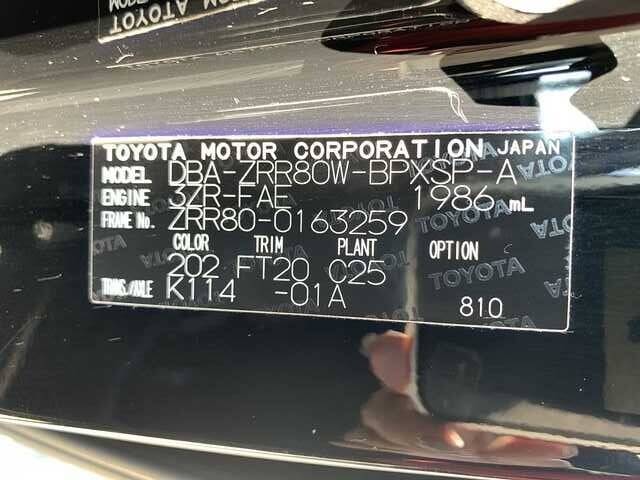 TOYOTA MOTOR CORPORATION JAPAN
MODEL DBA-ZRR80W-BPXSP-A
ENGINE 3ZR-FAE 1986 mL
FRAME No. ZRR80-0163259
COLOR TRIM PLANT OPTION
202 FT20 C25
TRANS./AXLE K114 -01A
810